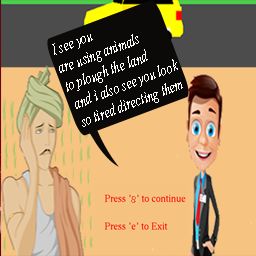 I see you
are using animals
to plough the land
and i also see you look
so tired directing them
Press 's' to continue
Press 'e' to Exit